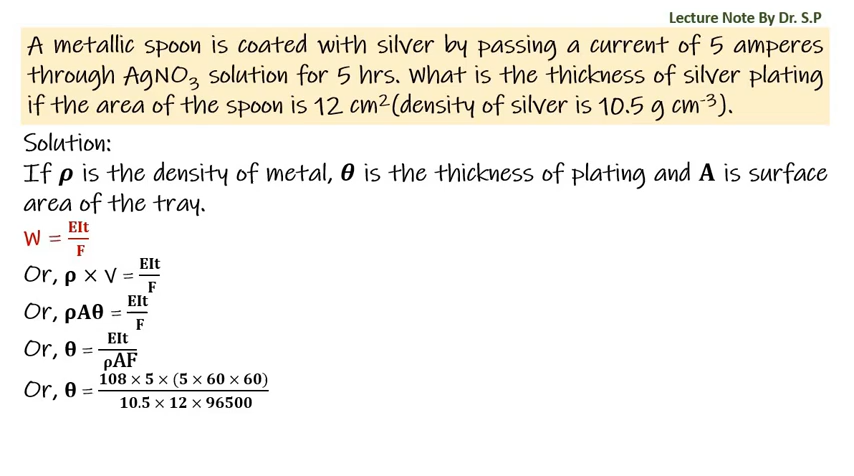 Lecture Note By Dr. S.P
A metallic spoon is coated with silver by passing a current of 5 amperes
through AgNO₃ solution for 5 hrs. What is the thickness of silver plating
if the area of the spoon is 12 cm² (density of silver is 10.5 g cm⁻³).
Solution:
If ρ is the density of metal, θ is the thickness of plating and A is surface
area of the tray.
W = EIt/F
Or, ρ × V = EIt/F
Or, ρAθ = EIt/F
Or, θ = EIt/ρAF
Or, θ = 108 × 5 × (5 × 60 × 60)/10.5 × 12 × 96500